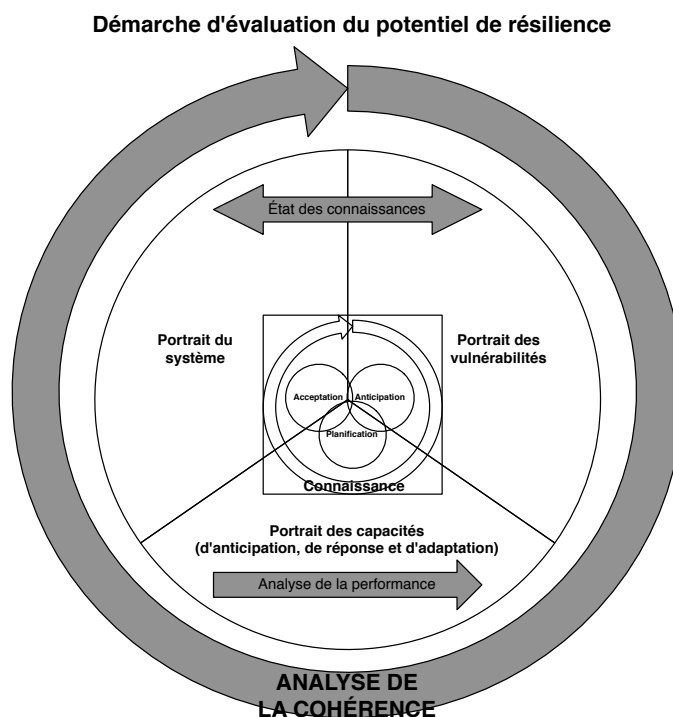 Démarche d'évaluation du potentiel de résilience
État des connaissances
Portrait du
système
Portrait des
vulnérabilités
Acceptation
Anticipation
Planification
Connaissance
Portrait des capacités
(d'anticipation, de réponse et d'adaptation)
Analyse de la performance
ANALYSE DE
LA COHÉRENCE